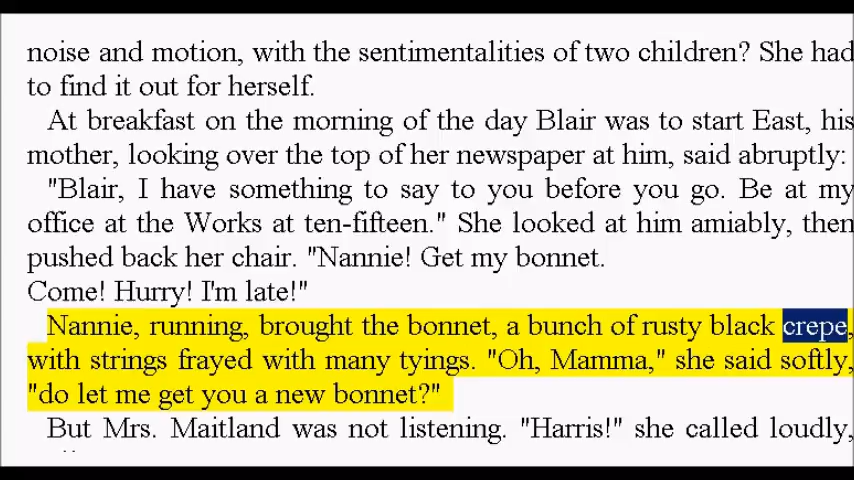 noise and motion, with the sentimentalities of two children? She had
to find it out for herself.
At breakfast on the morning of the day Blair was to start East, his
mother, looking over the top of her newspaper at him, said abruptly:
"Blair, I have something to say to you before you go. Be at my
office at the Works at ten-fifteen." She looked at him amiably, then
pushed back her chair. "Nannie! Get my bonnet.
Come! Hurry! I'm late!"
Nannie, running, brought the bonnet, a bunch of rusty black crepe,
with strings frayed with many tyings. "Oh, Mamma," she said softly,
"do let me get you a new bonnet?"
But Mrs. Maitland was not listening. "Harris!" she called loudly,